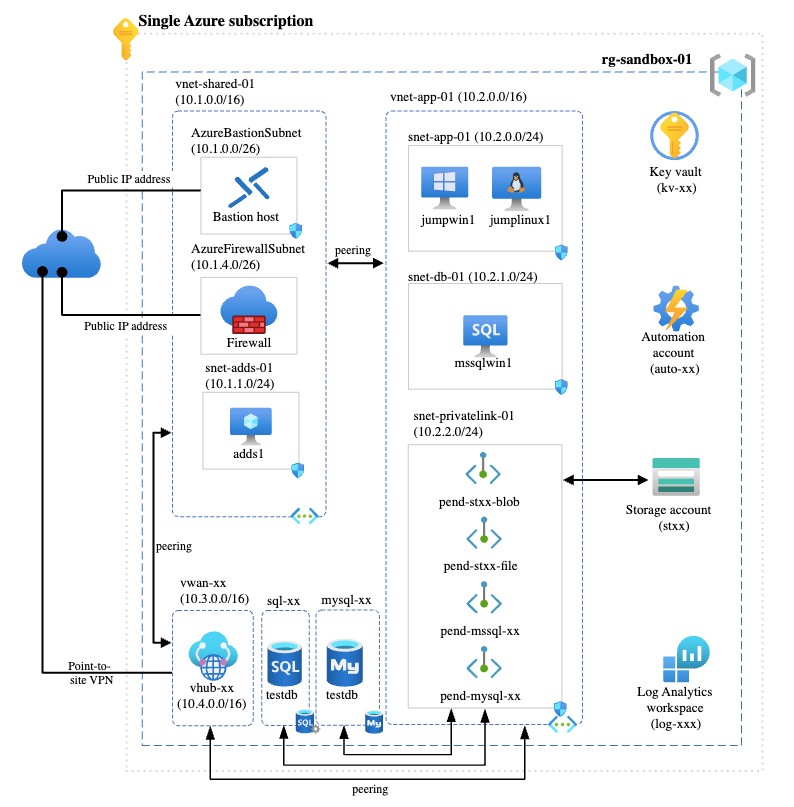 Single Azure subscription
rg-sandbox-01
vnet-shared-01
(10.1.0.0/16)
AzureBastionSubnet
(10.1.0.0/26)
Bastion host
Public IP address
AzureFirewallSubnet
(10.1.4.0/26)
Firewall
Public IP address
snet-adds-01
(10.1.1.0/24)
adds1
peering
vnet-app-01 (10.2.0.0/16)
snet-app-01 (10.2.0.0/24)
jumpwin1
jumplinux1
snet-db-01 (10.2.1.0/24)
SQL
mssqlwin1
snet-privatelink-01
(10.2.2.0/24)
pend-stxx-blob
pend-stxx-file
pend-mssql-xx
pend-mysql-xx
Key vault
(kv-xx)
Automation
account
(auto-xx)
Storage account
(stxx)
Log Analytics
workspace
(log-xxx)
peering
vwan-xx
(10.3.0.0/16)
vhub-xx
(10.4.0.0/16)
Point-to-
site VPN
sql-xx
SQL
testdb
SQL
mysql-xx
My
testdb
My
peering